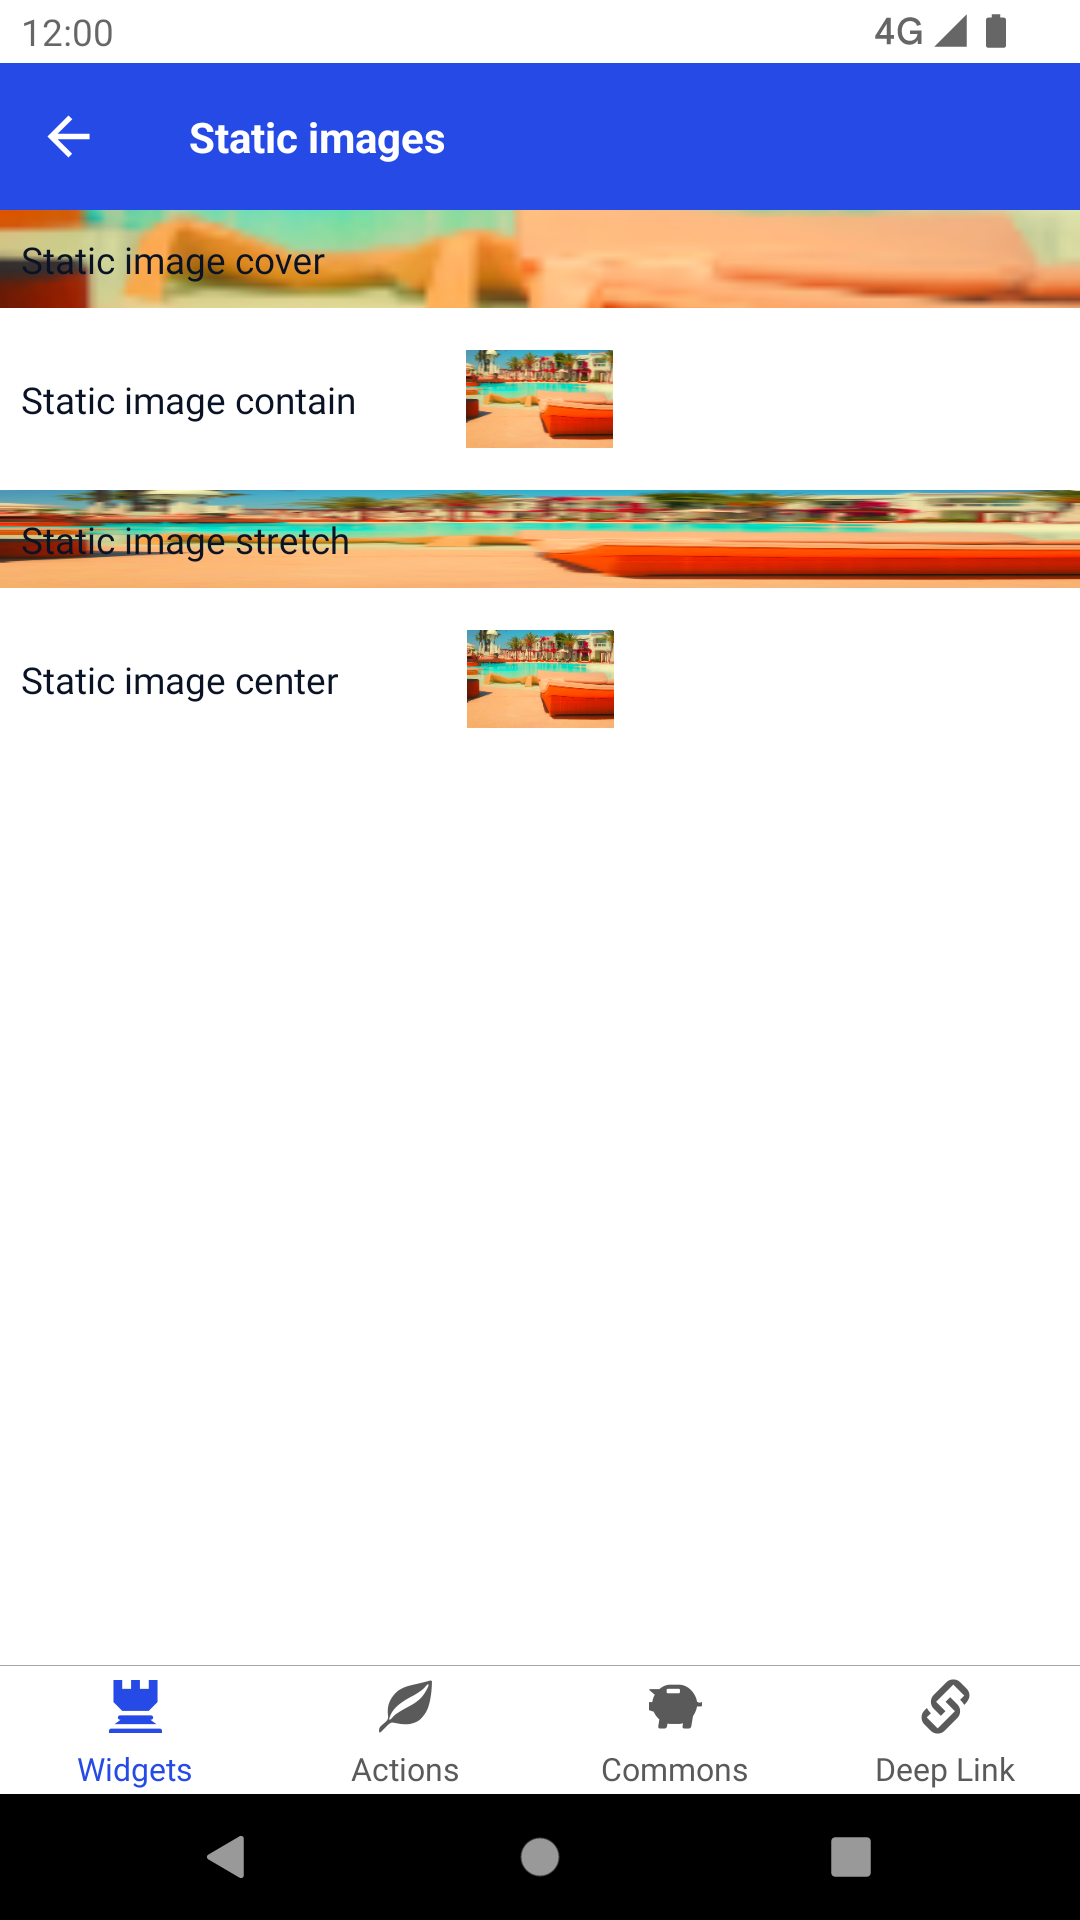 12:00
4G
Static images
Static image cover
Static image contain
Static image stretch
Static image center
Widgets
Actions
Commons
Deep Link